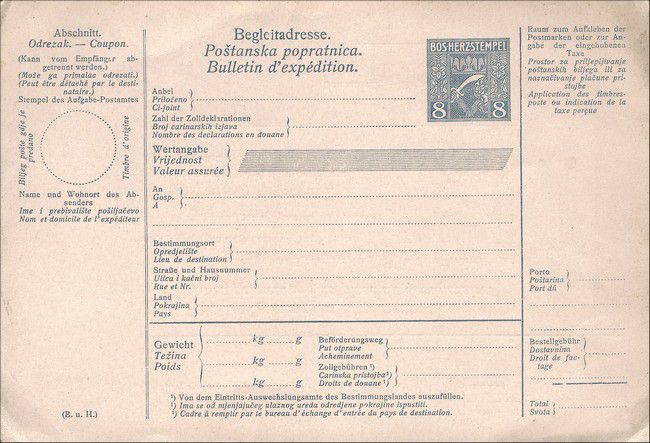 Abschnitt.
Odrezak. — Coupon.
(Kann vom Empfänger ab-
getrennt werden.)
(Može ga primalac odrezati.)
(Peut être détaché par le desti-
nataire.)
Stempel des Aufgabe-Postamtes
Biljeg pošte gdje je
predano
Timbre d'origine
Name und Wohnort des Ab-
senders
Ime i prebivalište pošiljačevo
Nom et domicile de l'expéditeur
(B. u. H.)
Begleitadresse.
Poštanska popratnica.
Bulletin d'expédition.
BOS:HERZ:STEMPEL
8 8
Anbei
Priloženo
Ci-joint
Zahl der Zolldeklarationen
Broj carinarskih izjava
Nombre des declarations en douane
Wertangabe
Vrijednost
Valeur assurée
An
Gosp.
A
Bestimmungsort
Opredjelište
Lieu de destination
Straße und Hausnummer
Ulica i kućni broj
Rue et Nr.
Land
Pokrajina
Pays
Gewicht
Težina
Poids
kg g
kg g
kg g
Beförderungsweg
Put otprave
Acheminement
Zollgebühren ¹)
Carinska pristojba¹)
Droits de douane¹)
¹) Von dem Eintritts-Auswechslungsamte des Bestimmungslandes auszufüllen.
¹) Ima se od mjenjajućeg ulaznog ureda odredjene pokrajine ispustiti.
¹) Cadre à remplir par le bureau d'échange d'entrée du pays de destination.
Raum zum Aufkleben der
Postmarken oder zur An-
gabe der eingehobenen
Taxe
Prostor za priljepljivanje
poštanskih biljega ili za
naznačivanje plaćune pri-
stojbe
Application des timbres-
poste ou indication de la
taxe perçue
Porto
Poštarina
Port dû
Bestellgebühr
Dostavnina
Droit de fac-
tage
Total
Svota